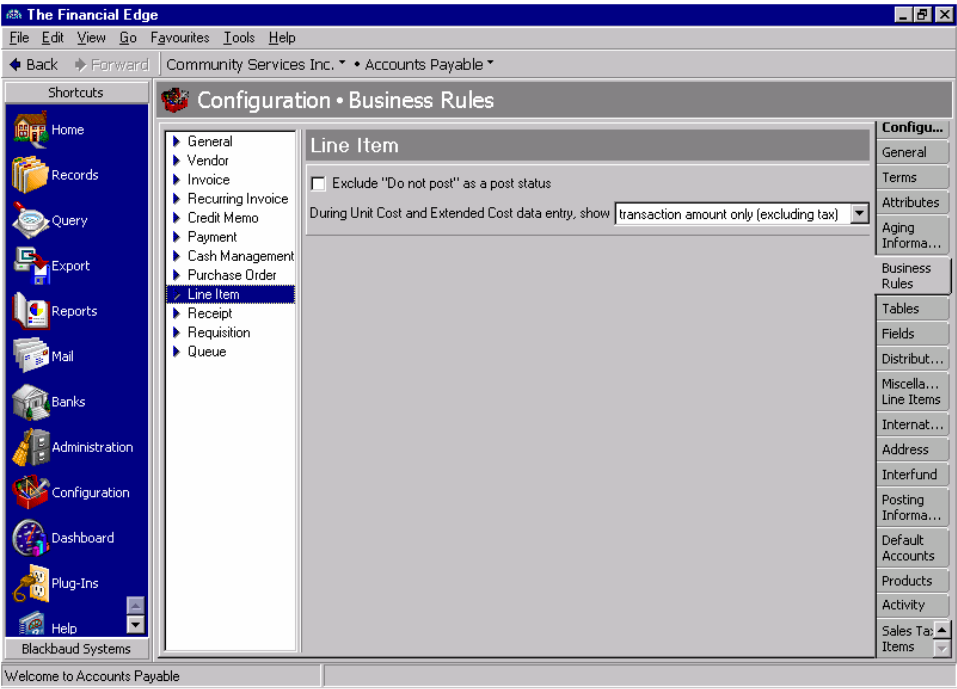 The Financial Edge
File Edit View Go Favourites Tools Help
Back Forward Community Services Inc. • Accounts Payable
Shortcuts
Home
Records
Query
Export
Reports
Mail
Banks
Administration
Configuration
Dashboard
Plug-Ins
Help
Blackbaud Systems
Configuration • Business Rules
General
Vendor
Invoice
Recurring Invoice
Credit Memo
Payment
Cash Management
Purchase Order
Line Item
Receipt
Requisition
Queue
Line Item
Exclude "Do not post" as a post status
During Unit Cost and Extended Cost data entry, show transaction amount only (excluding tax)
Configu...
General
Terms
Attributes
Aging
Informa...
Business
Rules
Tables
Fields
Distribut...
Miscella...
Line Items
Internat...
Address
Interfund
Posting
Informa...
Default
Accounts
Products
Activity
Sales Ta
Items
Welcome to Accounts Payable